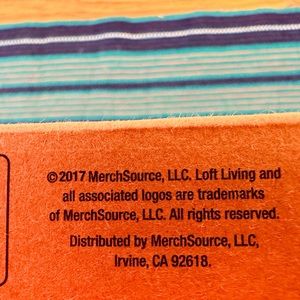 ©2017 MerchSource, LLC. Loft Living and
all associated logos are trademarks
of MerchSource, LLC. All rights reserved.
Distributed by MerchSource, LLC,
Irvine, CA 92618.